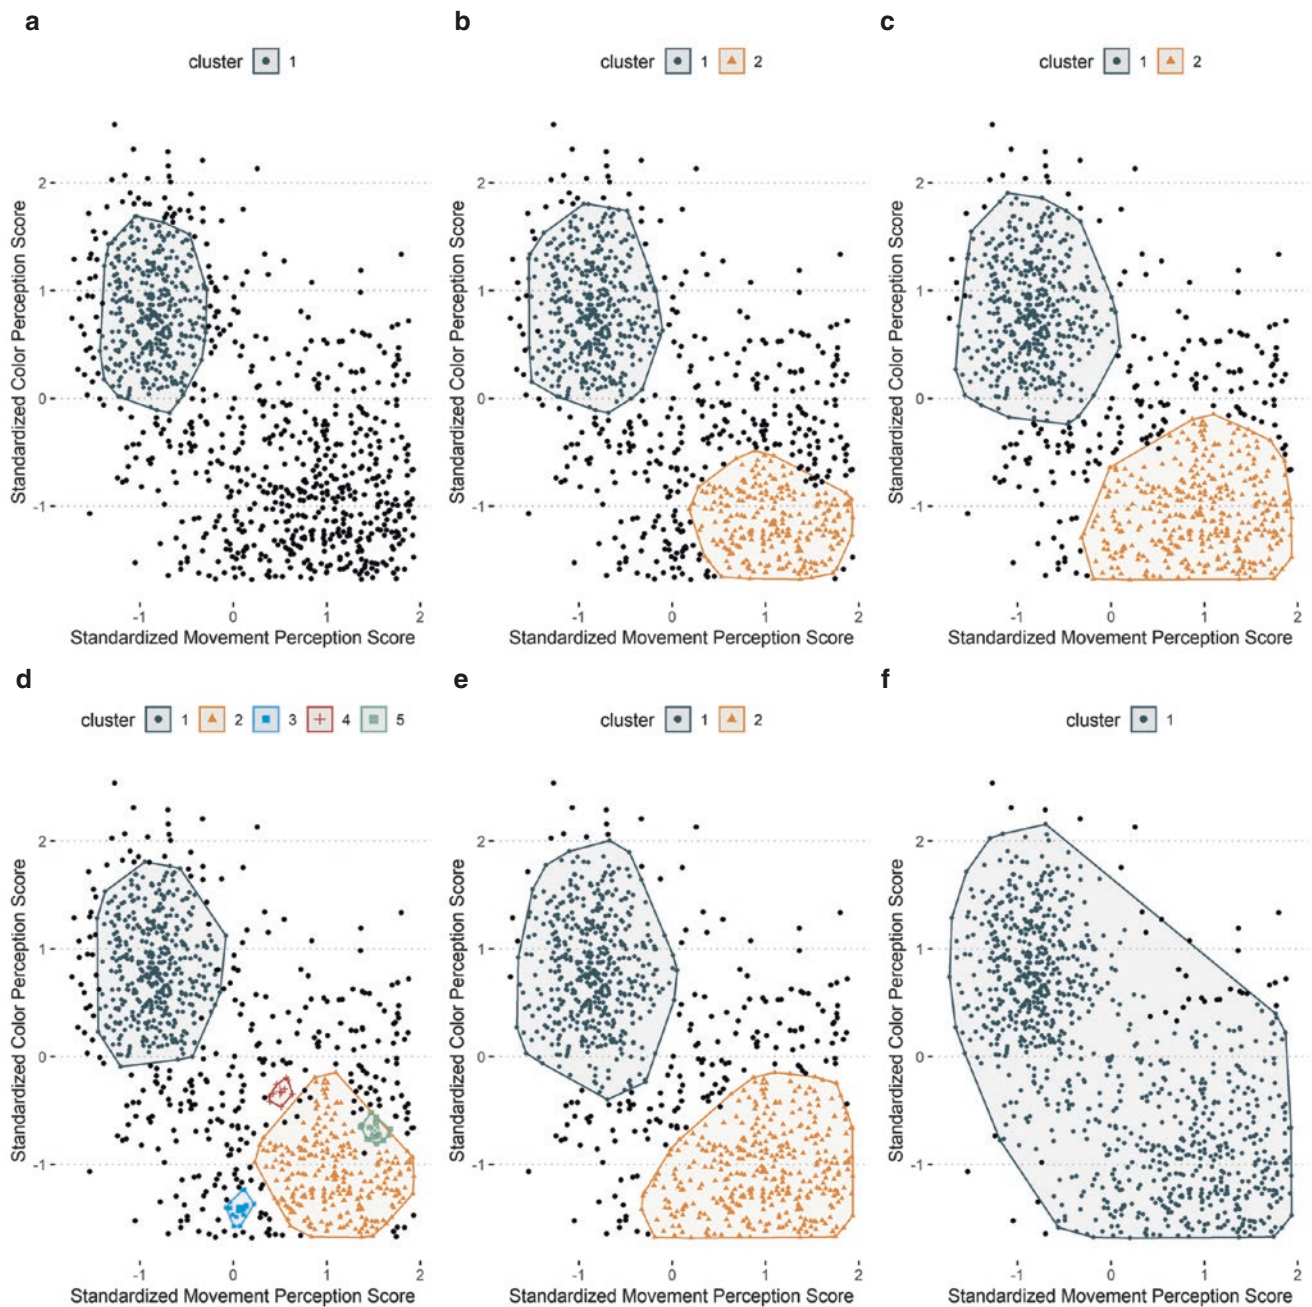 a
b
c
cluster 1
cluster 1 2
cluster 1 2
Standardized Color Perception Score
2
1
0
-1
-1 0 1 2
Standardized Movement Perception Score
Standardized Color Perception Score
2
1
0
-1
-1 0 1 2
Standardized Movement Perception Score
Standardized Color Perception Score
2
1
0
-1
-1 0 1 2
Standardized Movement Perception Score
d
e
f
cluster 1 2 3 4 5
cluster 1 2
cluster 1
Standardized Color Perception Score
2
1
0
-1
-1 0 1 2
Standardized Movement Perception Score
Standardized Color Perception Score
2
1
0
-1
-1 0 1 2
Standardized Movement Perception Score
Standardized Color Perception Score
2
1
0
-1
-1 0 1 2
Standardized Movement Perception Score